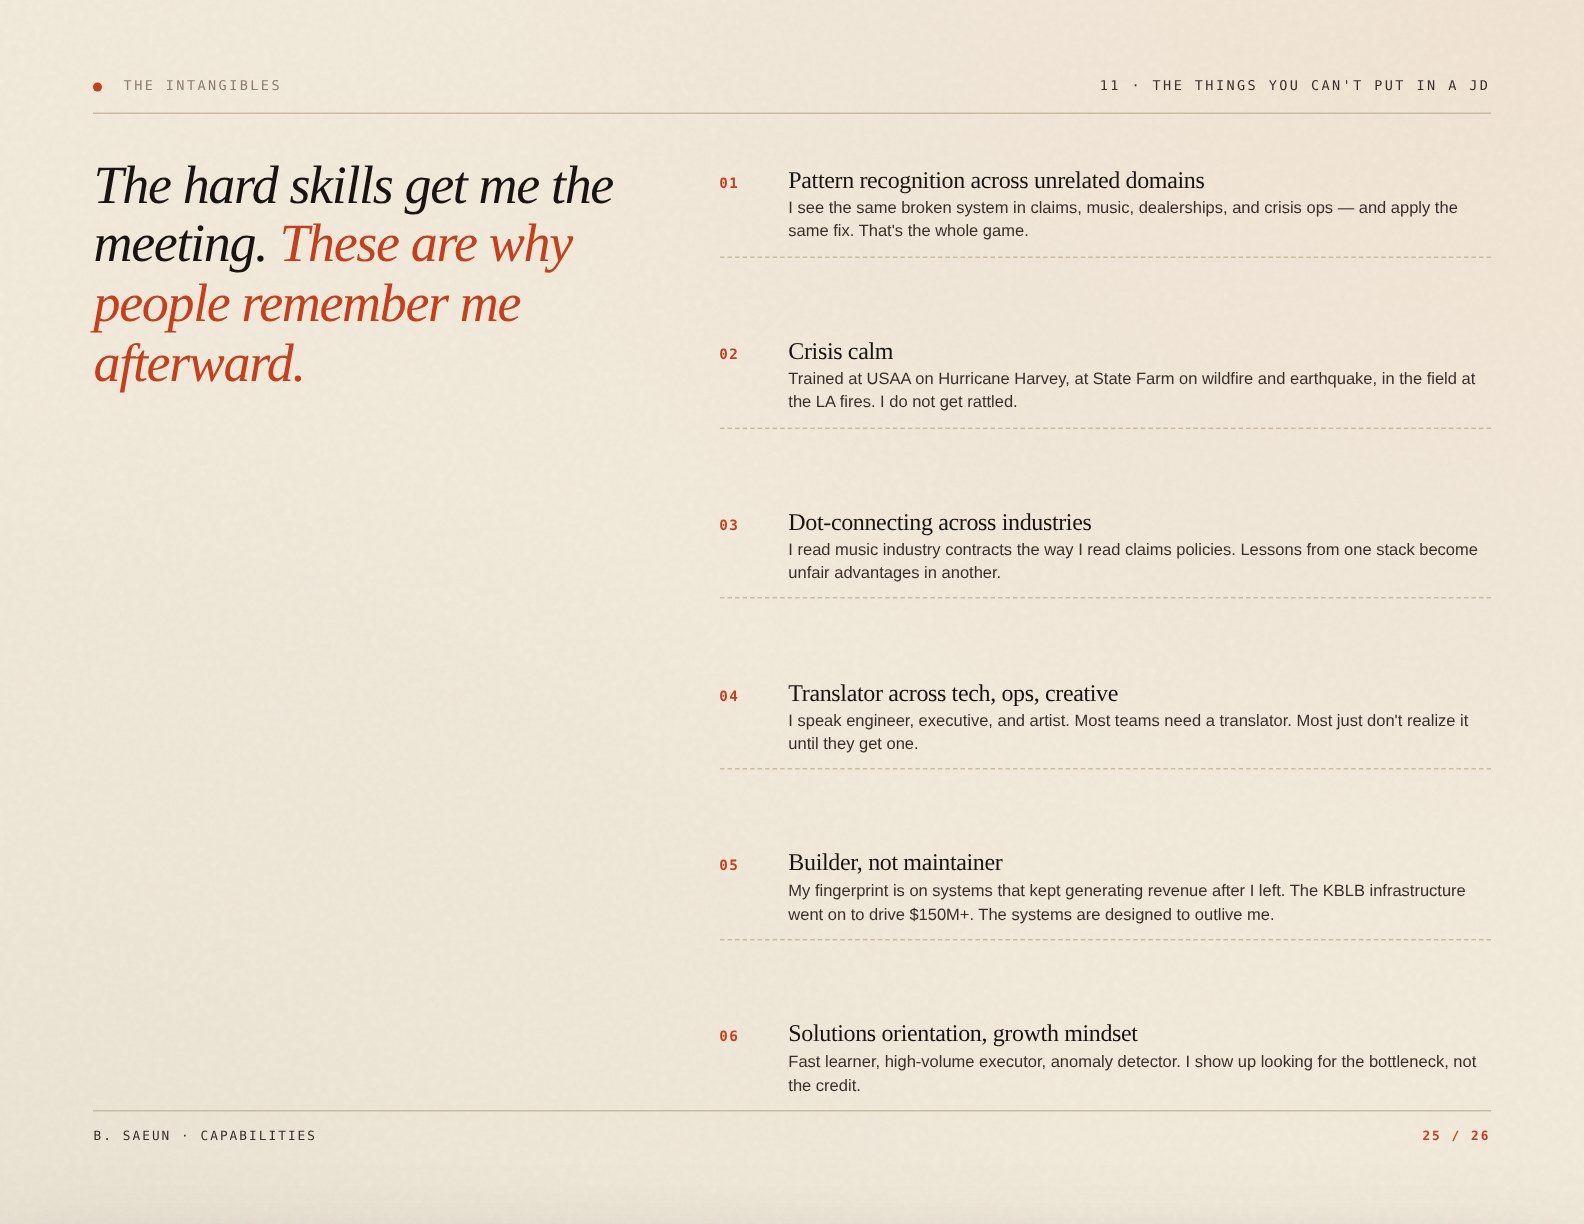 THE INTANGIBLES
11 · THE THINGS YOU CAN'T PUT IN A JD
The hard skills get me the
meeting. These are why
people remember me
afterward.
01
Pattern recognition across unrelated domains
I see the same broken system in claims, music, dealerships, and crisis ops — and apply the
same fix. That's the whole game.
02
Crisis calm
Trained at USAA on Hurricane Harvey, at State Farm on wildfire and earthquake, in the field at
the LA fires. I do not get rattled.
03
Dot-connecting across industries
I read music industry contracts the way I read claims policies. Lessons from one stack become
unfair advantages in another.
04
Translator across tech, ops, creative
I speak engineer, executive, and artist. Most teams need a translator. Most just don't realize it
until they get one.
05
Builder, not maintainer
My fingerprint is on systems that kept generating revenue after I left. The KBLB infrastructure
went on to drive $150M+. The systems are designed to outlive me.
06
Solutions orientation, growth mindset
Fast learner, high-volume executor, anomaly detector. I show up looking for the bottleneck, not
the credit.
B. SAEUN · CAPABILITIES
25 / 26